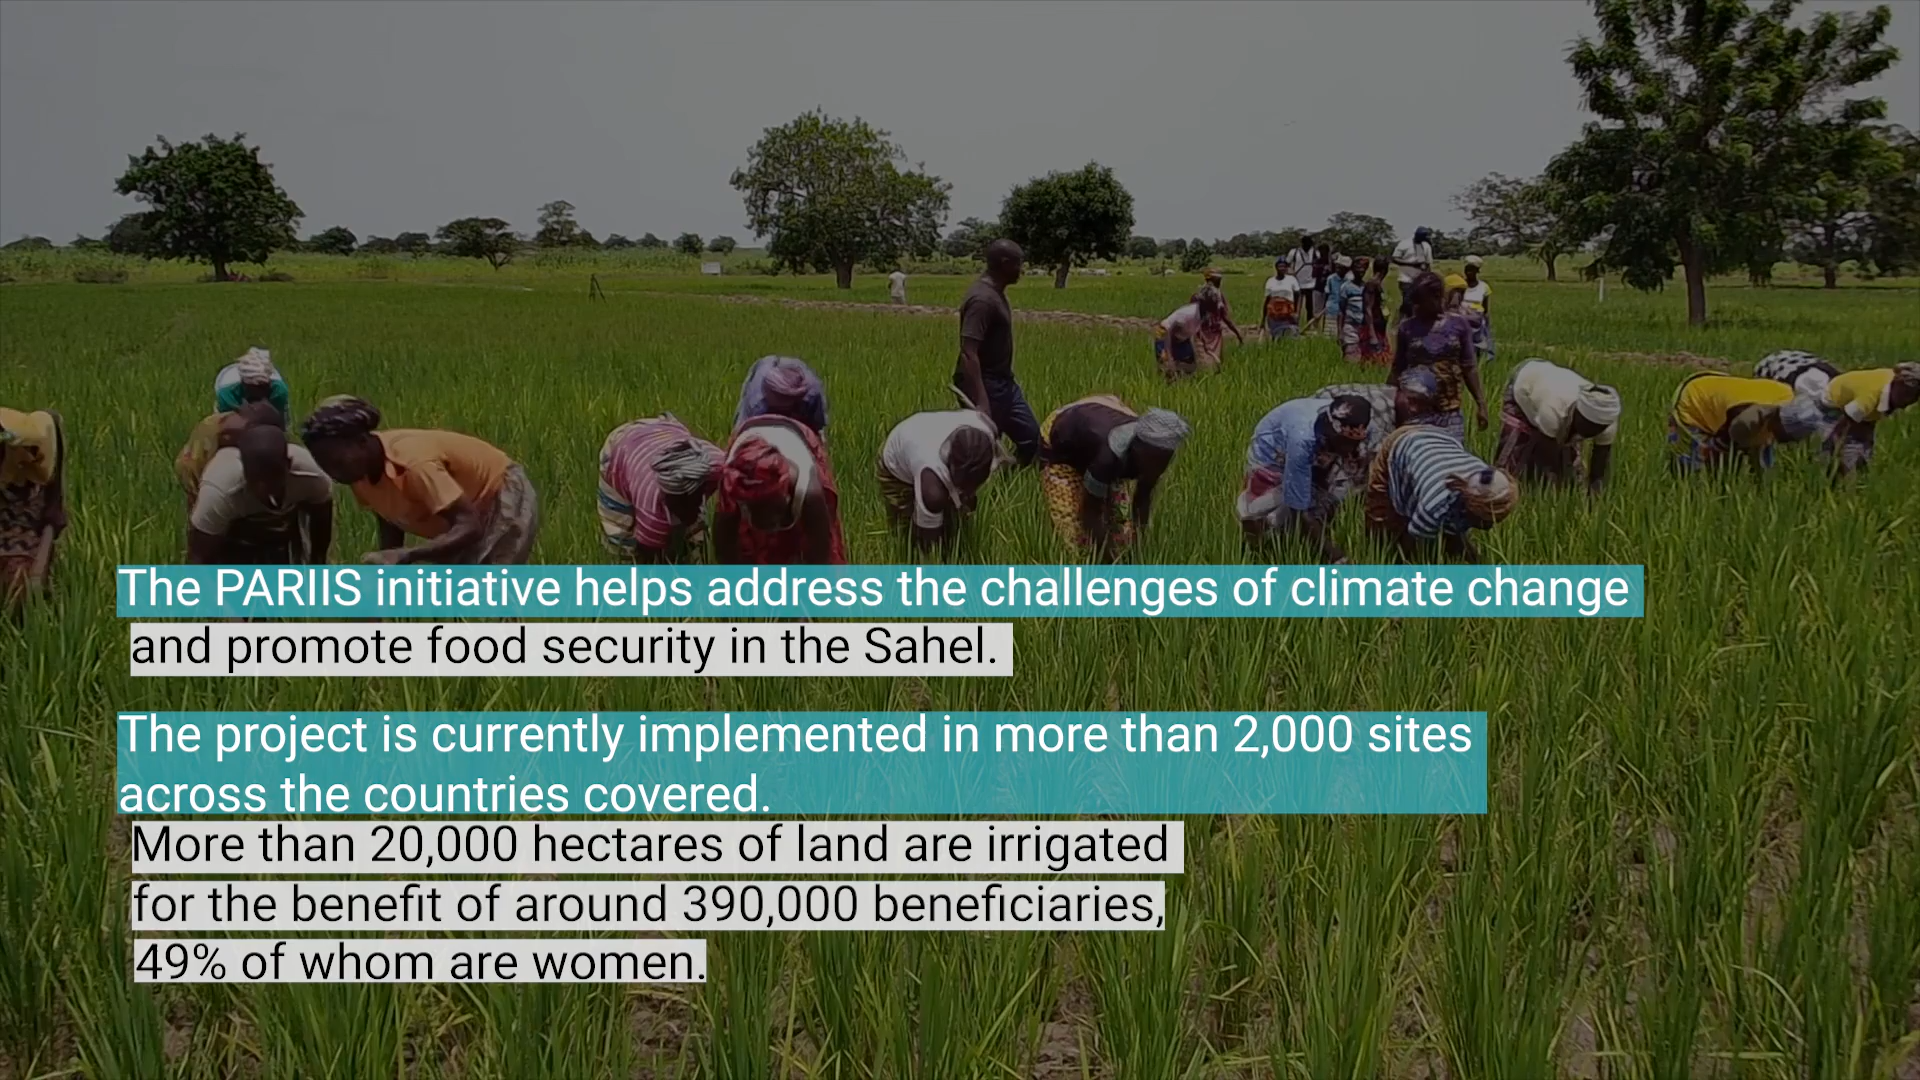 The PARIIS initiative helps address the challenges of climate change
and promote food security in the Sahel.
The project is currently implemented in more than 2,000 sites
across the countries covered.
More than 20,000 hectares of land are irrigated
for the benefit of around 390,000 beneficiaries,
49% of whom are women.